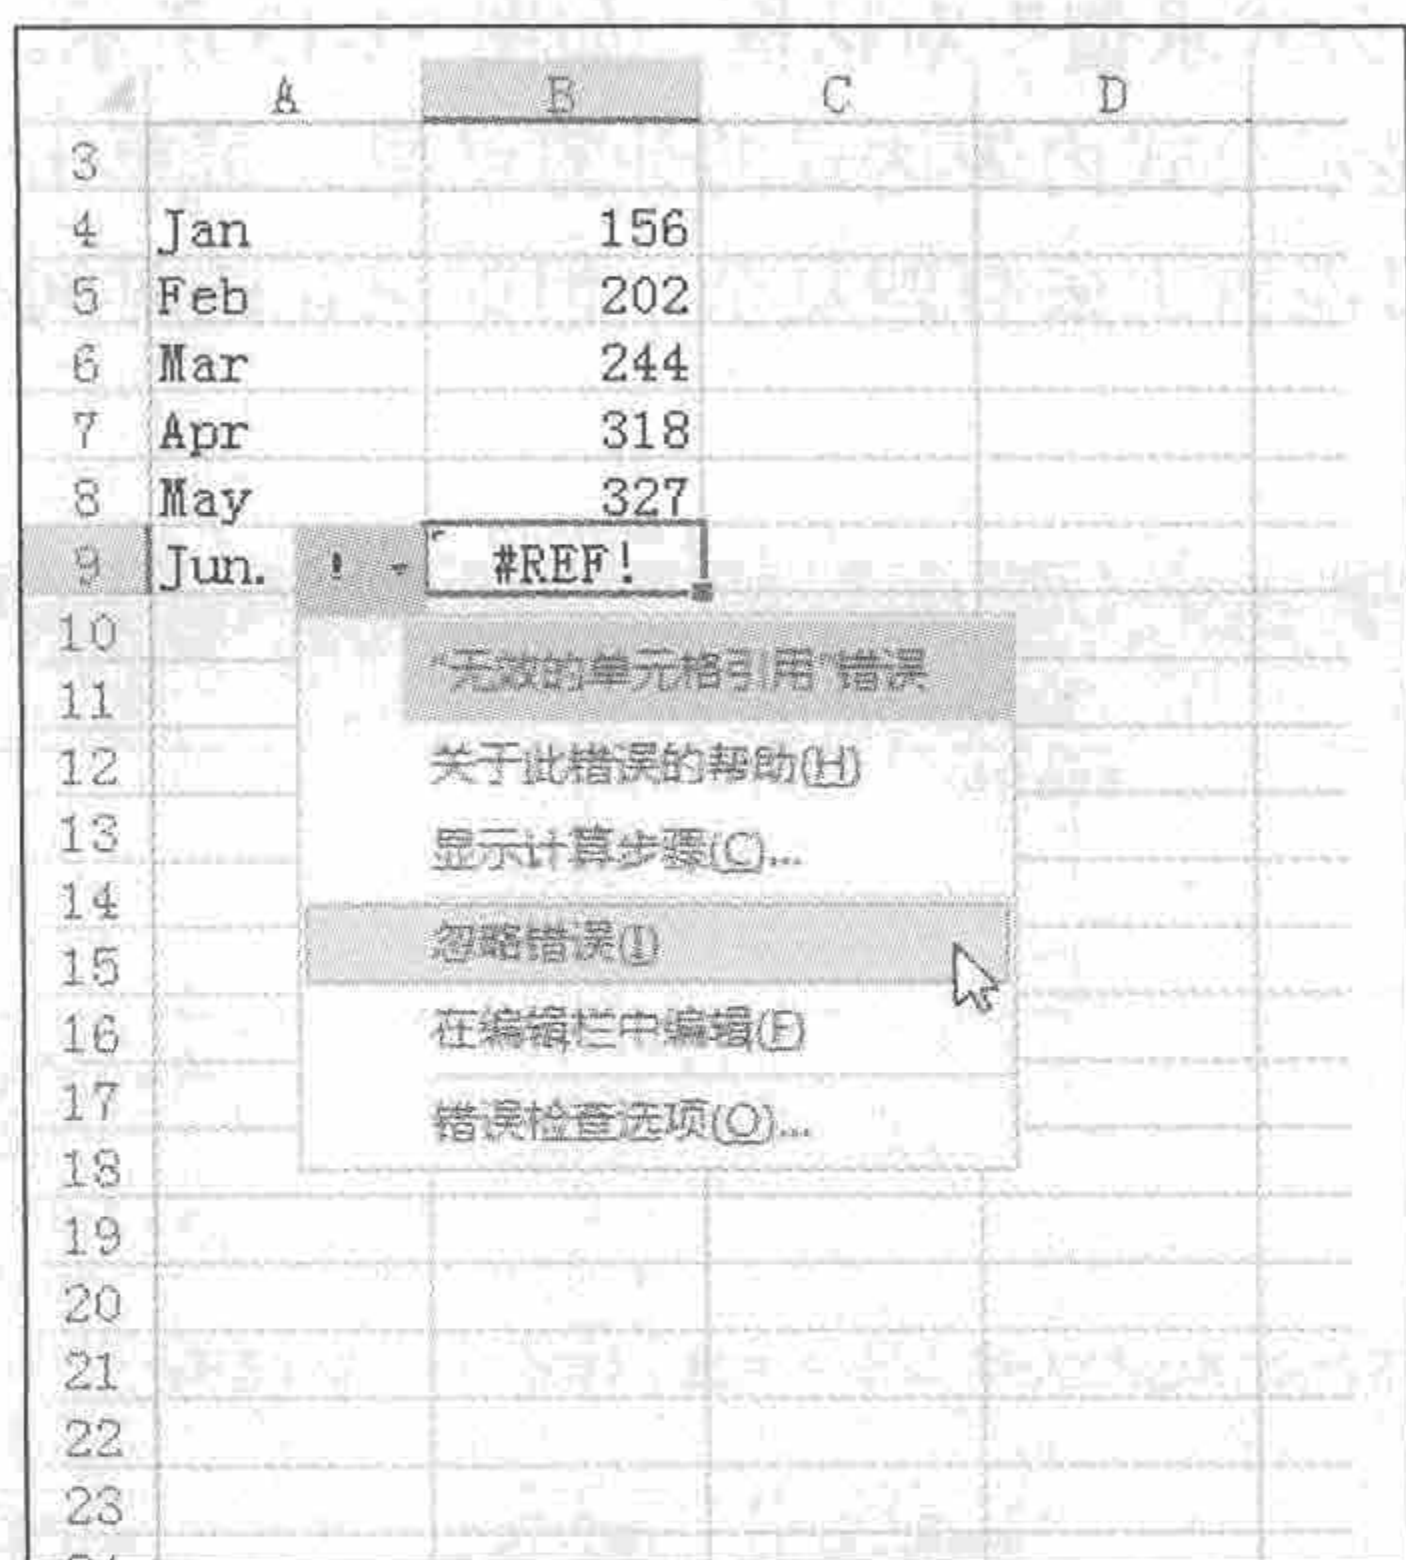 A B C D
3
4 Jan 156
5 Feb 202
6 Mar 244
7 Apr 318
8 May 327
9 Jun. ! #REF!
10
“无效的单元格引用”错误
11
12 关于此错误的帮助(H)
13 显示计算步骤(C)...
14
忽略错误(I)
15
16 在编辑栏中编辑(F)
17 错误检查选项(O)...
18
19
20
21
22
23